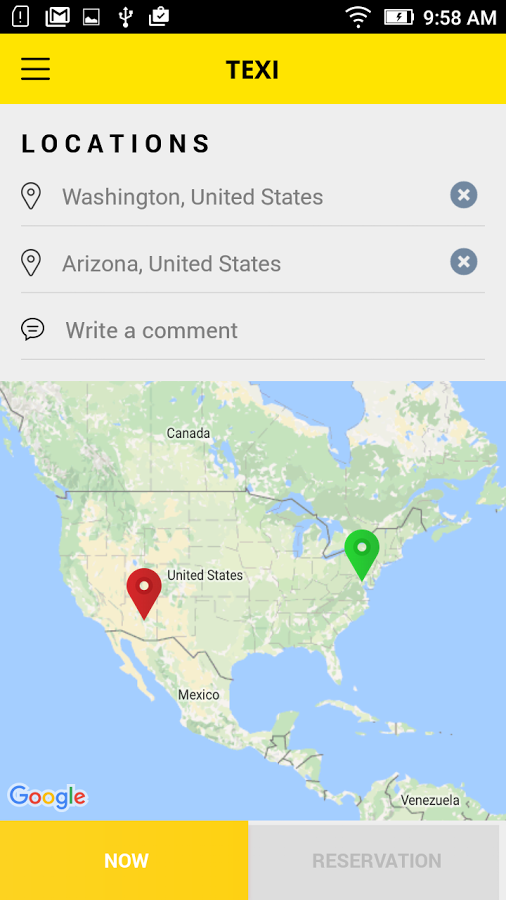 9:58 AM
TEXI
LOCATIONS
Washington, United States
Arizona, United States
Write a comment
Canada
United States
Mexico
Venezuela
Google
NOW
RESERVATION